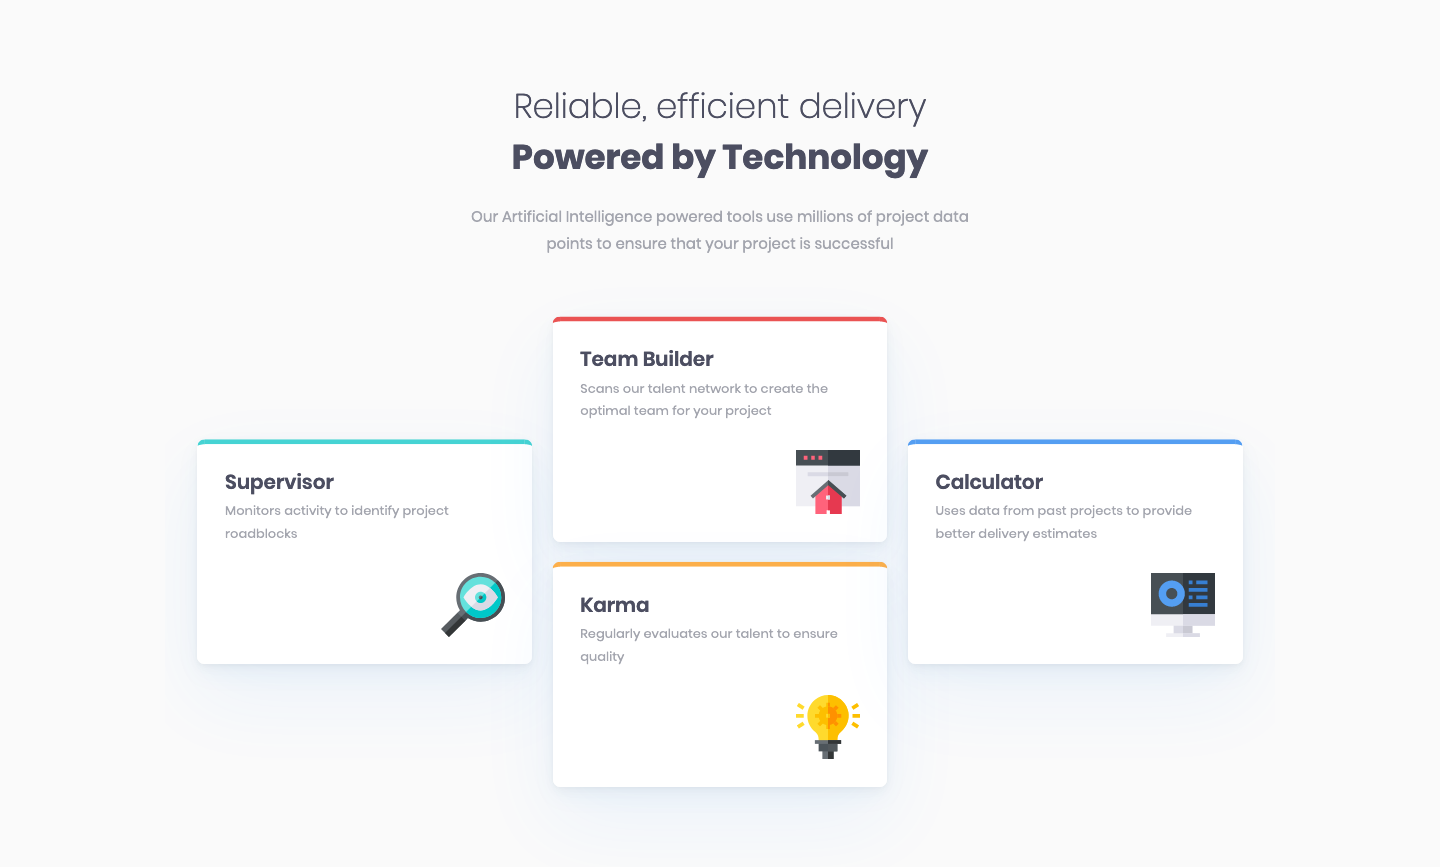 Reliable, efficient delivery
Powered by Technology
Our Artificial Intelligence powered tools use millions of project data
points to ensure that your project is successful
Team Builder
Scans our talent network to create the
optimal team for your project
Supervisor
Monitors activity to identify project
roadblocks
Calculator
Uses data from past projects to provide
better delivery estimates
Karma
Regularly evaluates our talent to ensure
quality